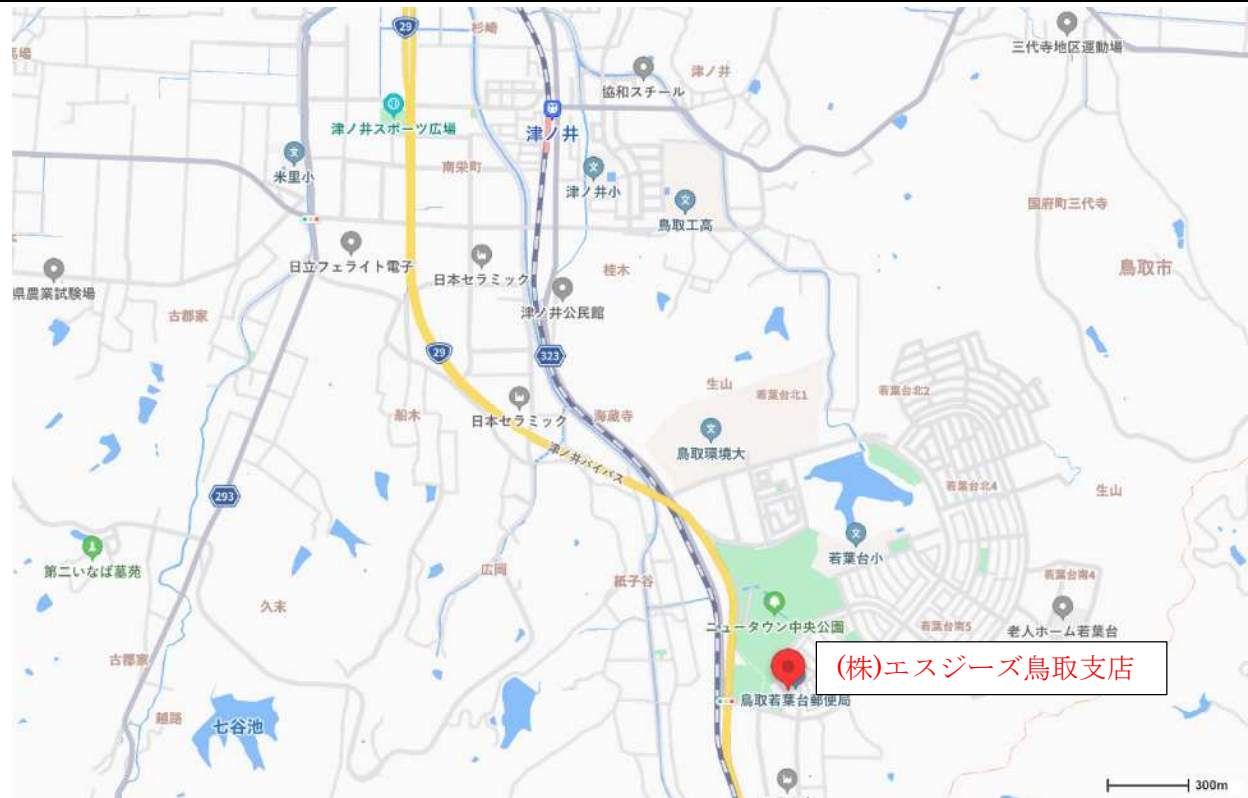 29
杉崎
三代寺地区運動場
津ノ井
協和スチール
津ノ井スポーツ広場
津ノ井
南栄町
米里小
津ノ井小
鳥取工高
国府町三代寺
日立フェライト電子
日本セラミック
桂木
鳥取市
県農業試験場
津ノ井公民館
古郡家
29
323
生山
若葉台北1
若葉台北2
船木
日本セラミック
海蔵寺
鳥取環境大
津ノ井バイパス
293
若葉台北4
生山
第二いなば墓苑
広岡
紙子谷
若葉台小
若葉台南4
久末
ニュータウン中央公園
若葉台南5
老人ホーム若葉台
古郡家
(株)エスジーズ鳥取支店
鳥取若葉台郵便局
越路
七谷池
300m